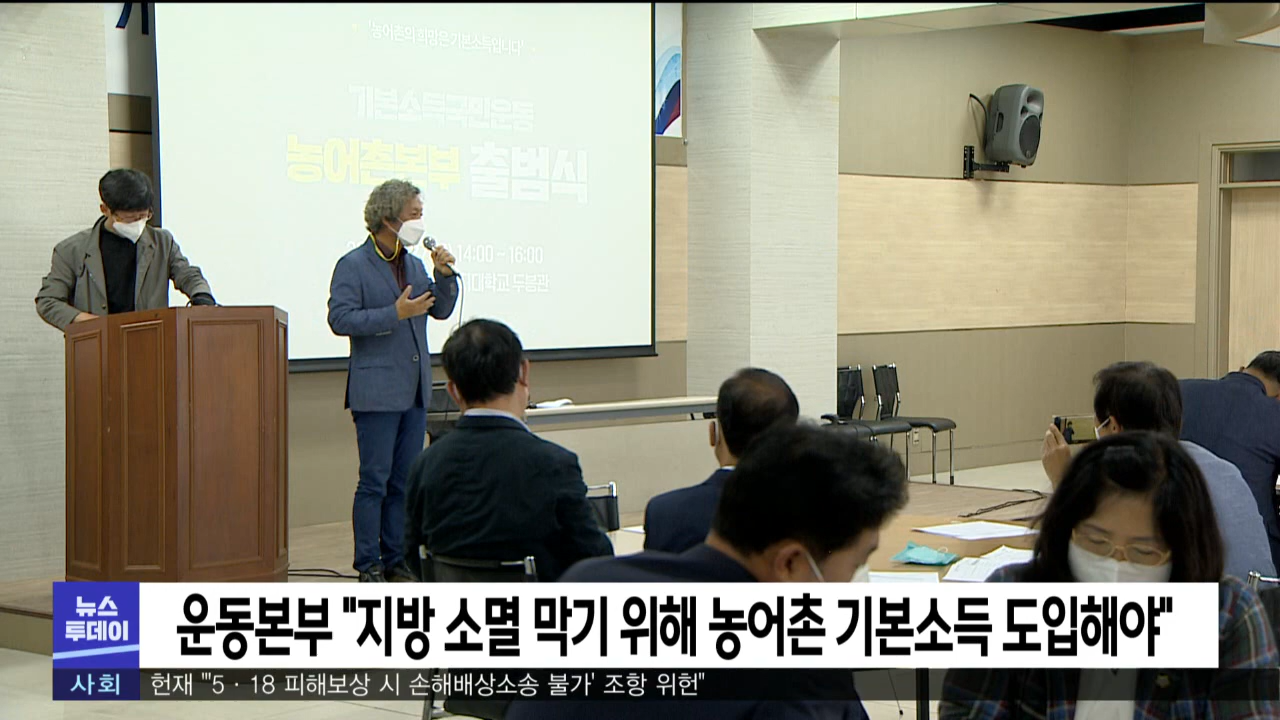 '농어촌의 희망은 기본소득입니다'
기본소득국민운동
농어촌본부 출범식
14:00 ~ 16:00
대학교 두봉관
뉴스
투데이
운동본부 "지방 소멸 막기 위해 농어촌 기본소득 도입해야"
사회
헌재 "'5·18 피해보상 시 손해배상소송 불가' 조항 위헌"